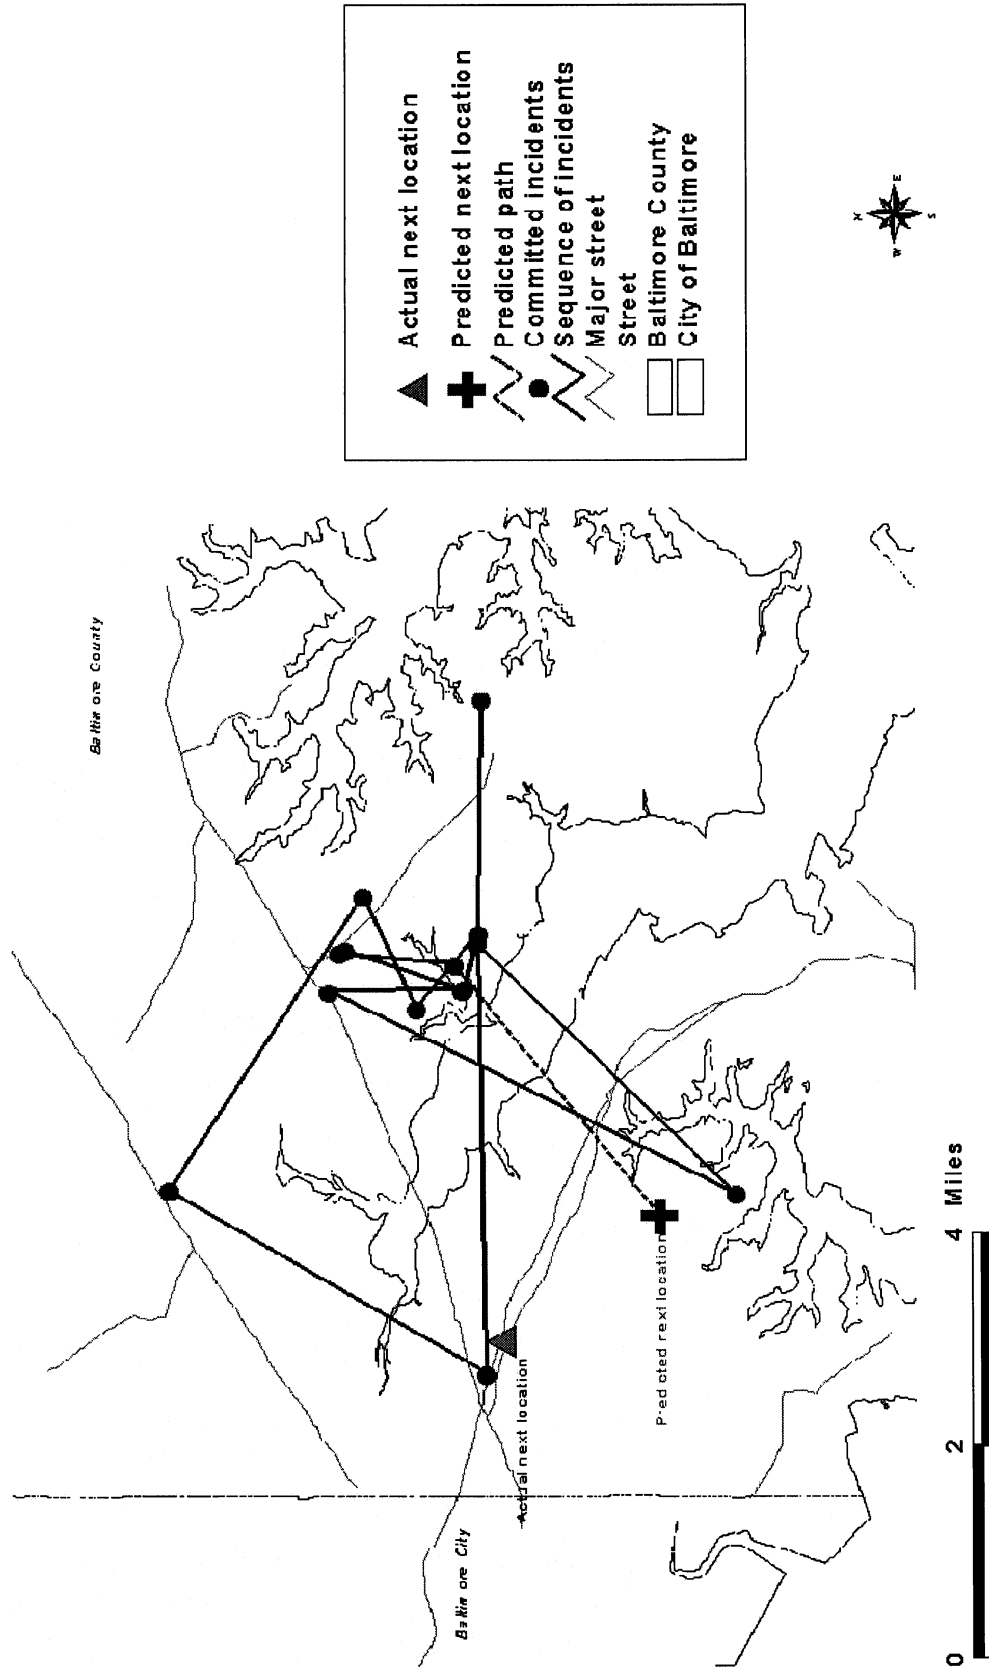 Actual next location
Predicted next location
Predicted path
Committed incidents
Sequence of incidents
Major street
Street
Baltimore County
City of Baltimore
N
E
S
W
Baltimore County
Baltimore City
Actual next location
Predicted next location
0 2 4 Miles